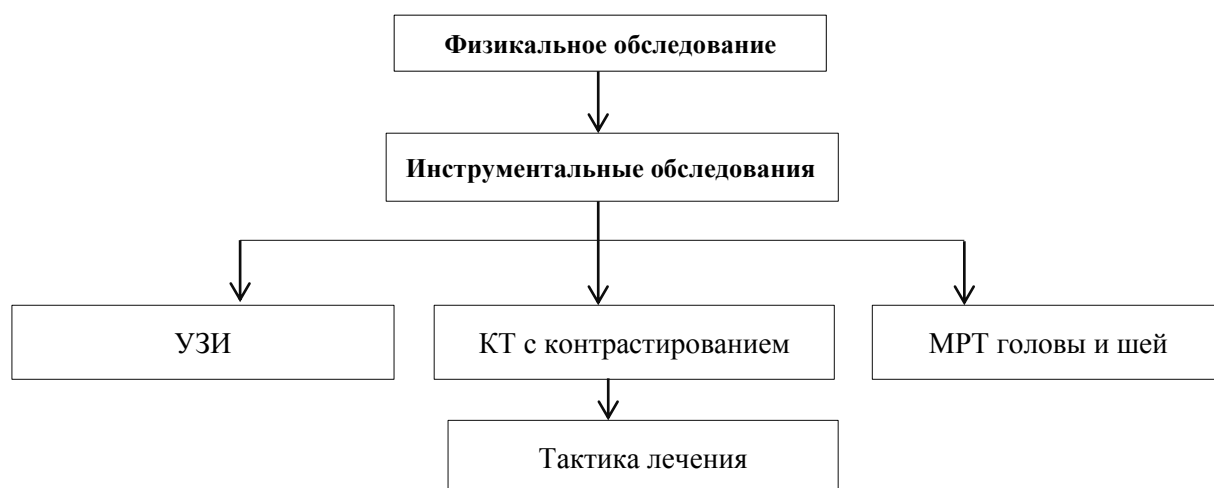 Физикальное обследование
Инструментальные обследования
УЗИ
КТ с контрастированием
МРТ головы и шей
Тактика лечения